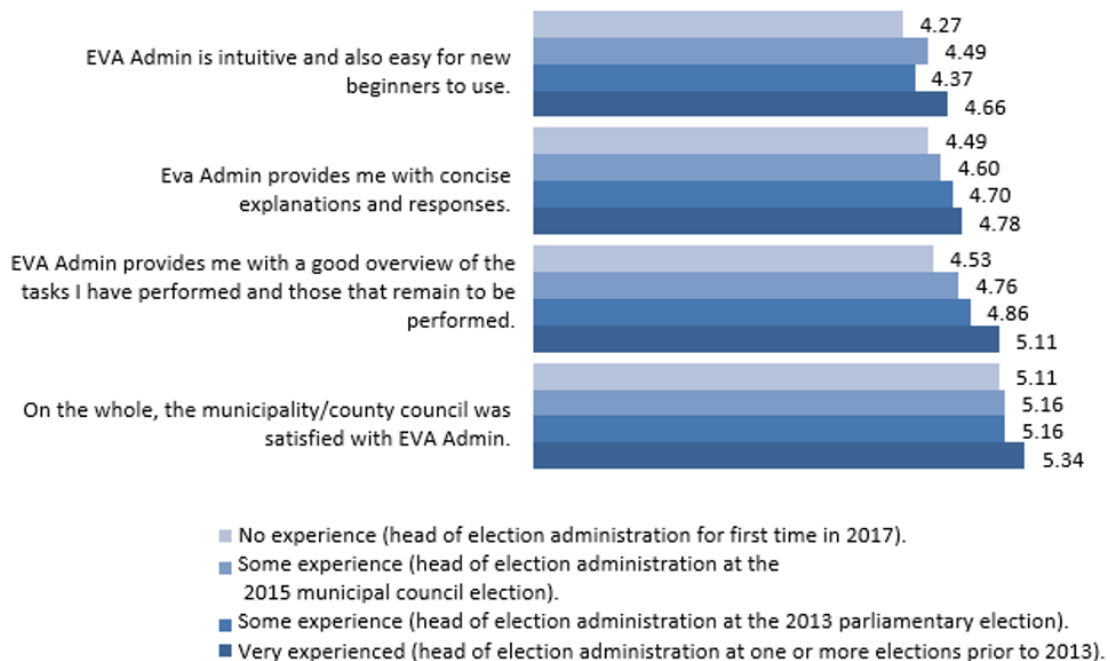 EVA Admin is intuitive and also easy for new
beginners to use.
4.27
4.49
4.37
4.66
Eva Admin provides me with concise
explanations and responses.
4.49
4.60
4.70
4.78
EVA Admin provides me with a good overview of the
tasks I have performed and those that remain to be
performed.
4.53
4.76
4.86
5.11
On the whole, the municipality/county council was
satisfied with EVA Admin.
5.11
5.16
5.16
5.34
No experience (head of election administration for first time in 2017).
Some experience (head of election administration at the
2015 municipal council election).
Some experience (head of election administration at the 2013 parliamentary election).
Very experienced (head of election administration at one or more elections prior to 2013).